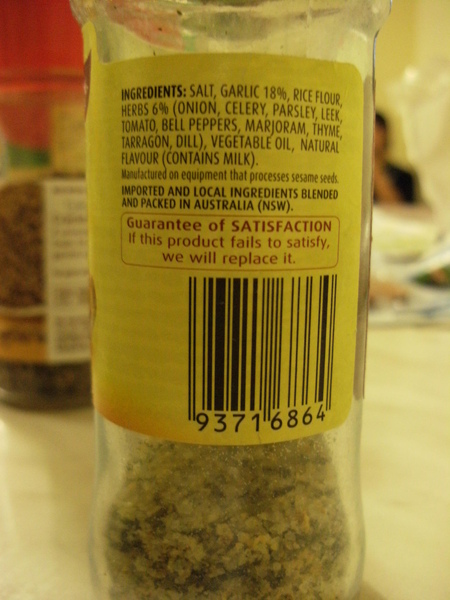 INGREDIENTS: SALT, GARLIC 18%, RICE FLOUR,
HERBS 6% (ONION, CELERY, PARSLEY, LEEK,
TOMATO, BELL PEPPERS, MARJORAM, THYME,
TARRAGON, DILL), VEGETABLE OIL, NATURAL
FLAVOUR (CONTAINS MILK).
Manufactured on equipment that processes sesame seeds.
IMPORTED AND LOCAL INGREDIENTS BLENDED
AND PACKED IN AUSTRALIA (NSW).
Guarantee of SATISFACTION
If this product fails to satisfy,
we will replace it.
93716864